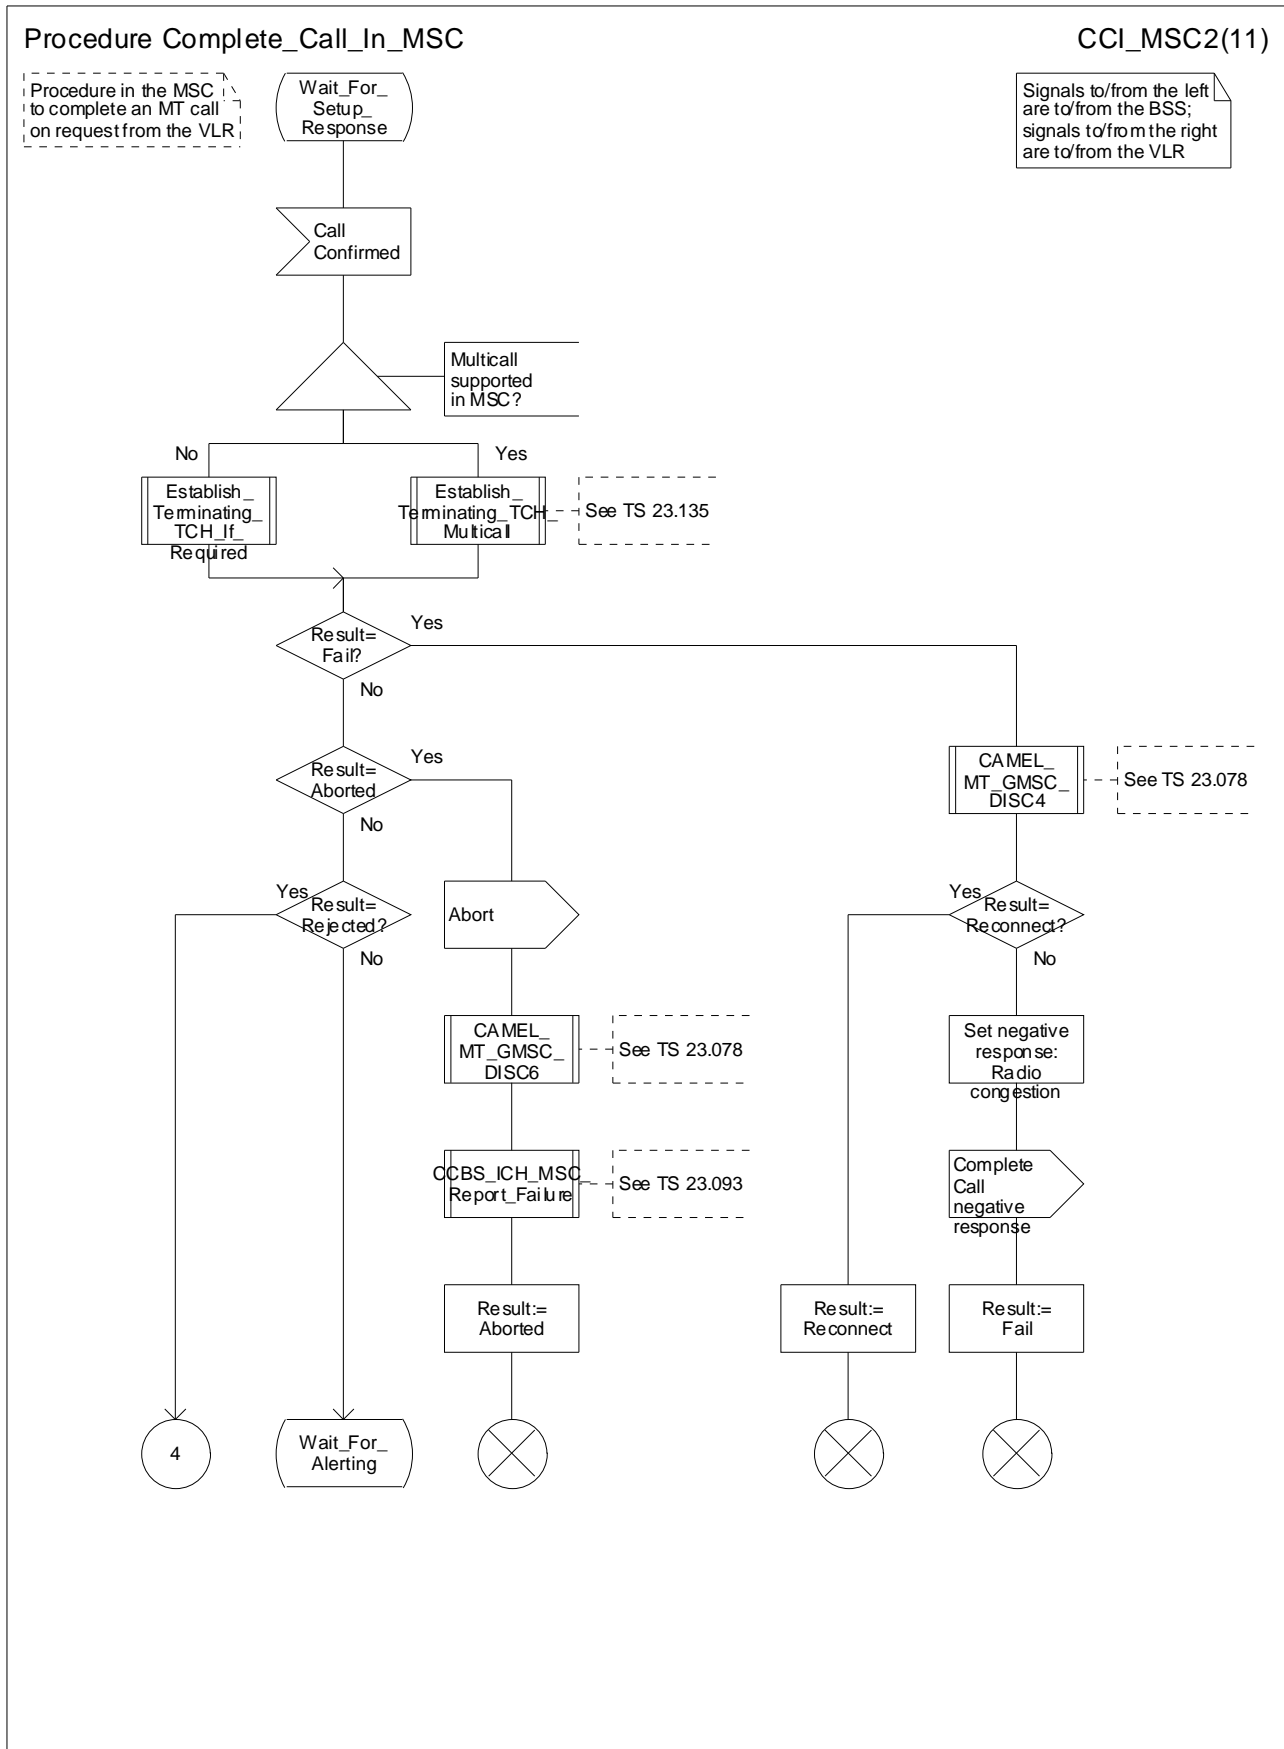 Procedure Complete_Call_In_MSC
CCI_MSC2(11)
Procedure in the MSC
to complete an MT call
on request from the VLR
Wait_For_
Setup_
Response
Signals to/from the left
are to/from the BSS;
signals to/from the right
are to/from the VLR
Call
Confirmed
Multicall
supported
in MSC?
No
Yes
Establish_
Terminating_
TCH_If_
Required
Establish_
Terminating_TCH_
Multicall
See TS 23.135
Result=
Fail?
Yes
No
Result=
Aborted
Yes
No
CAMEL_
MT_GMSC_
DISC4
See TS 23.078
Yes
Result=
Rejected?
No
Abort
Yes
Result=
Reconnect?
No
CAMEL_
MT_GMSC_
DISC6
See TS 23.078
Set negative
response:
Radio
congestion
CCBS_ICH_MSC_
Report_Failure
See TS 23.093
Complete
Call
negative
response
Result:=
Aborted
Result:=
Reconnect
Result:=
Fail
4
Wait_For_
Alerting